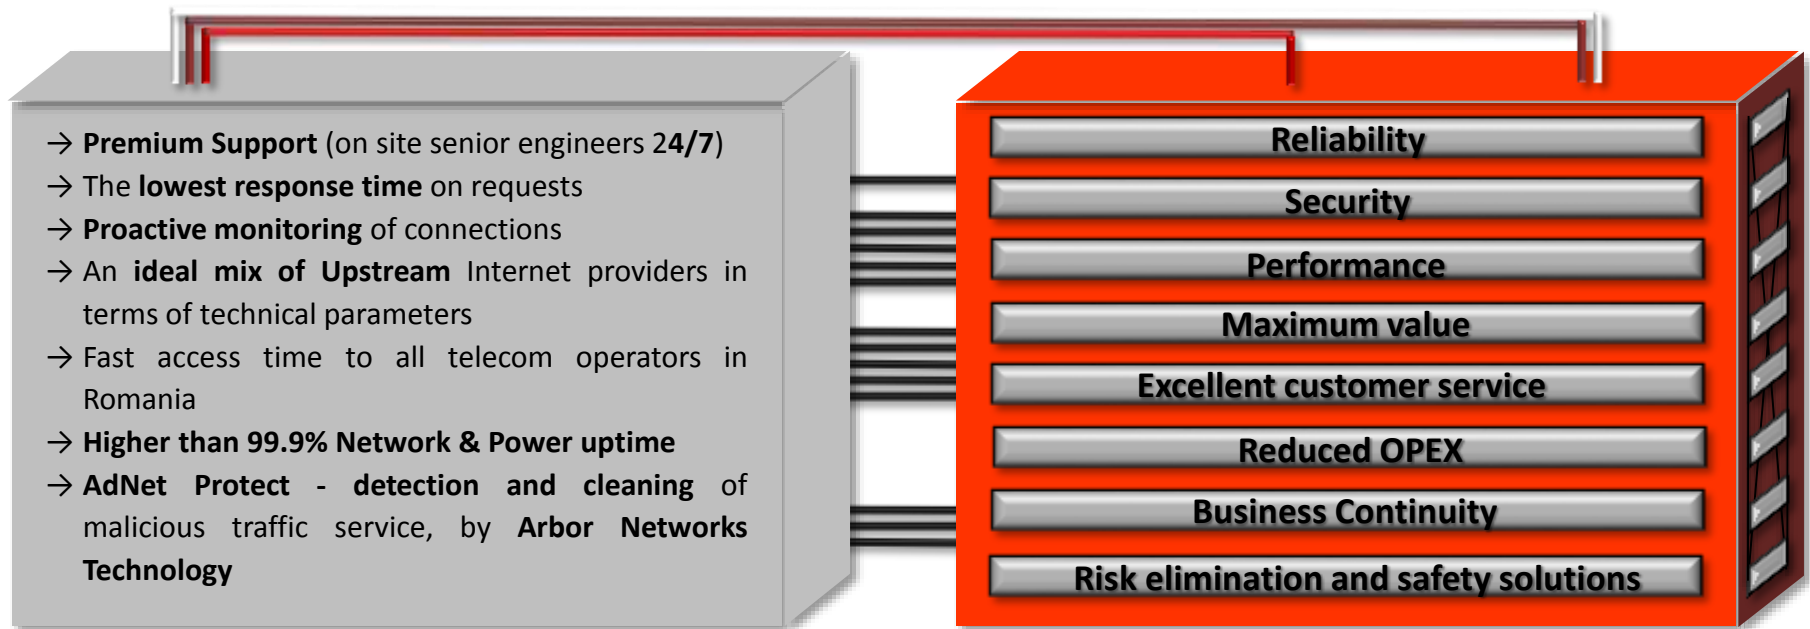 → Premium Support (on site senior engineers 24/7)
→ The lowest response time on requests
→ Proactive monitoring of connections
→ An ideal mix of Upstream Internet providers in
terms of technical parameters
→ Fast access time to all telecom operators in
Romania
→ Higher than 99.9% Network & Power uptime
→ AdNet Protect - detection and cleaning of
malicious traffic service, by Arbor Networks
Technology
Reliability
Security
Performance
Maximum value
Excellent customer service
Reduced OPEX
Business Continuity
Risk elimination and safety solutions